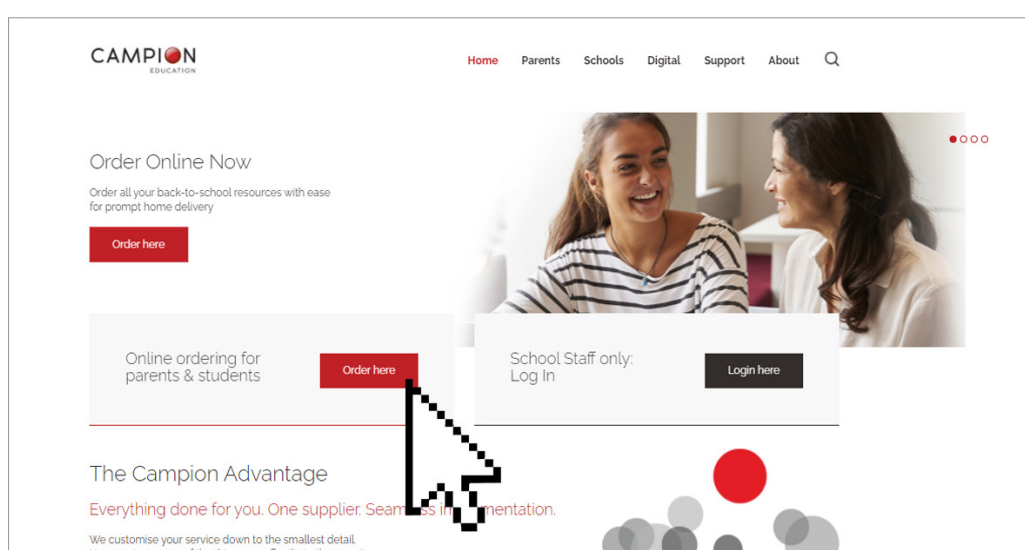 CAMPION
EDUCATION
Home Parents Schools Digital Support About
Order Online Now
Order all your back-to-school resources with ease
for prompt home delivery
Order here
Online ordering for
parents & students
Order here
School Staff only:
Log In
Login here
The Campion Advantage
Everything done for you. One supplier.
We customise your service down to the smallest detail.